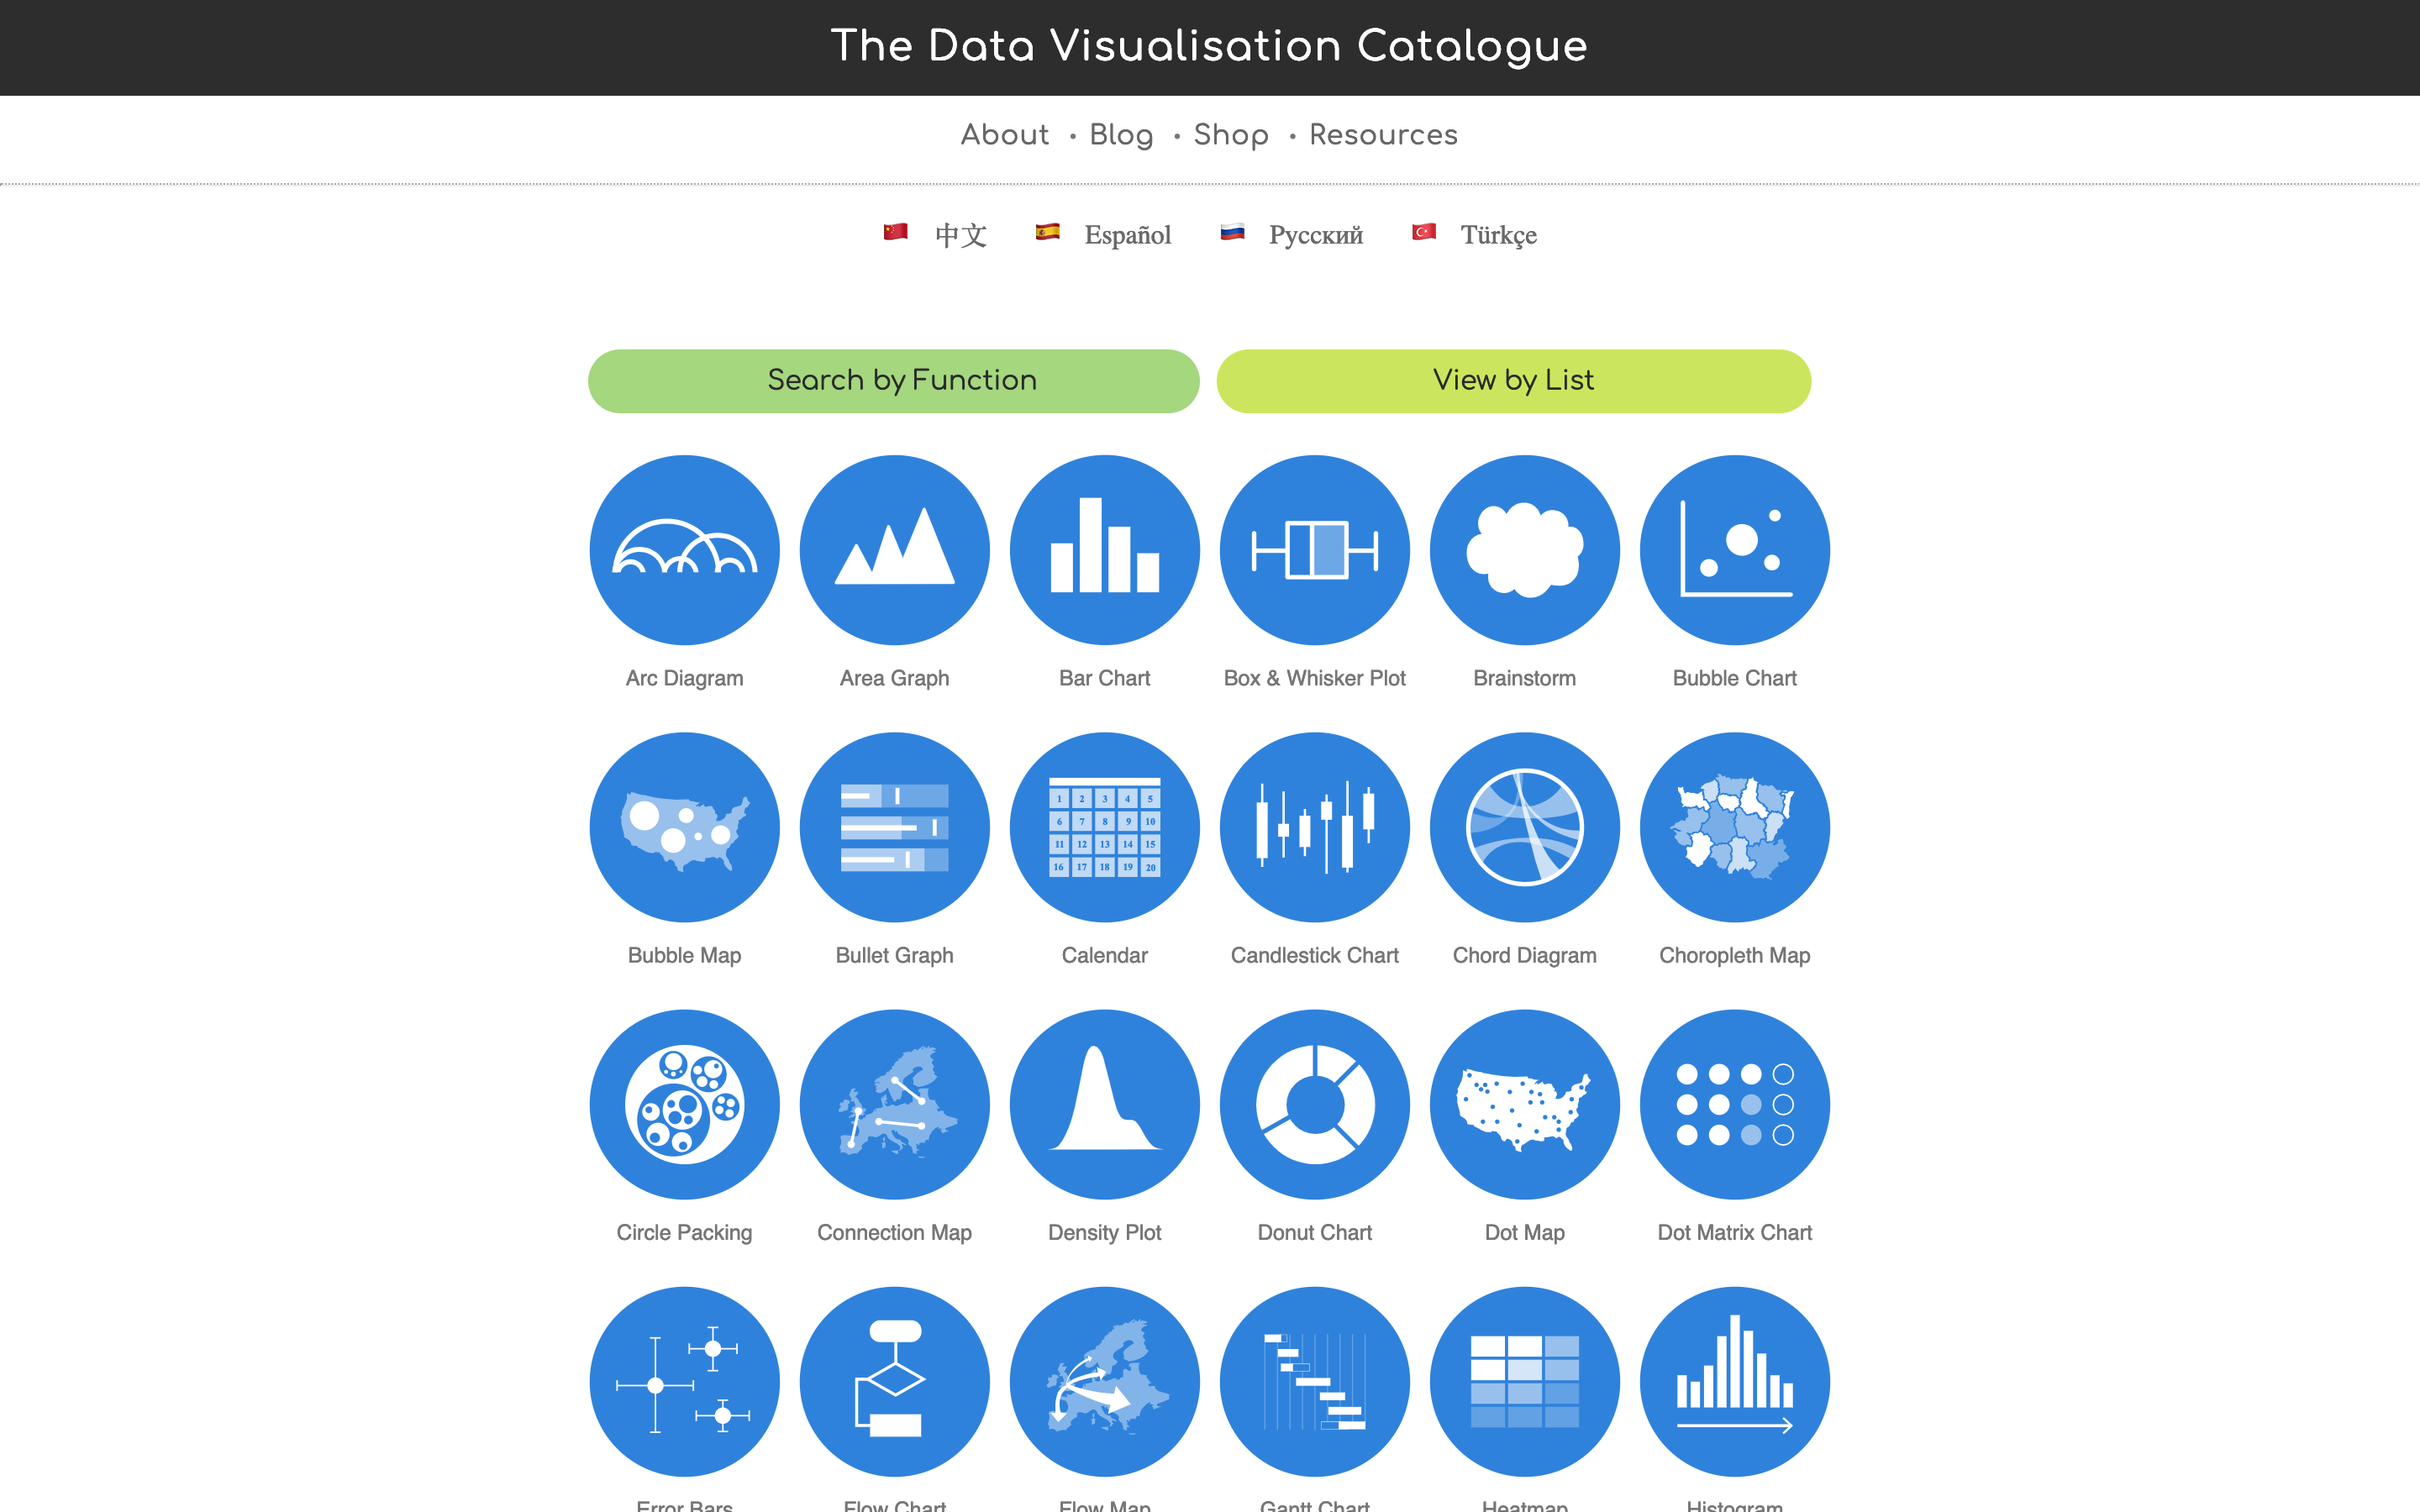 The Data Visualisation Catalogue
About • Blog • Shop • Resources
中文 Español Русский Türkçe
Search by Function View by List
Arc Diagram Area Graph Bar Chart Box & Whisker Plot Brainstorm Bubble Chart
1 2 3 4 5
6 7 8 9 10
11 12 13 14 15
16 17 18 19 20
Bubble Map Bullet Graph Calendar Candlestick Chart Chord Diagram Choropleth Map
Circle Packing Connection Map Density Plot Donut Chart Dot Map Dot Matrix Chart
Error Bars Flow Chart Flow Map Gantt Chart Heatmap Histogram